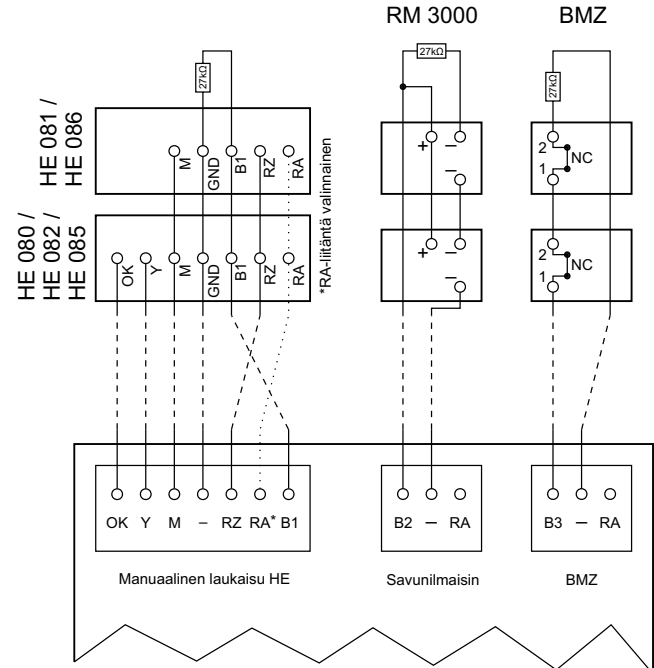 RM 3000 BMZ
27kΩ
27kΩ
27kΩ
HE 081 /
HE 086
M
GND
B1
RZ
RA
+ –
–
2
1
NC
HE 080 /
HE 082 /
HE 085
OK
Y
M
GND
B1
RZ
RA
*RA-liitäntä valinnainen
+ –
–
2
1
NC
OK Y M – RZ RA* B1
B2 – RA
B3 – RA
Manuaalinen laukaisu HE
Savunilmaisin
BMZ